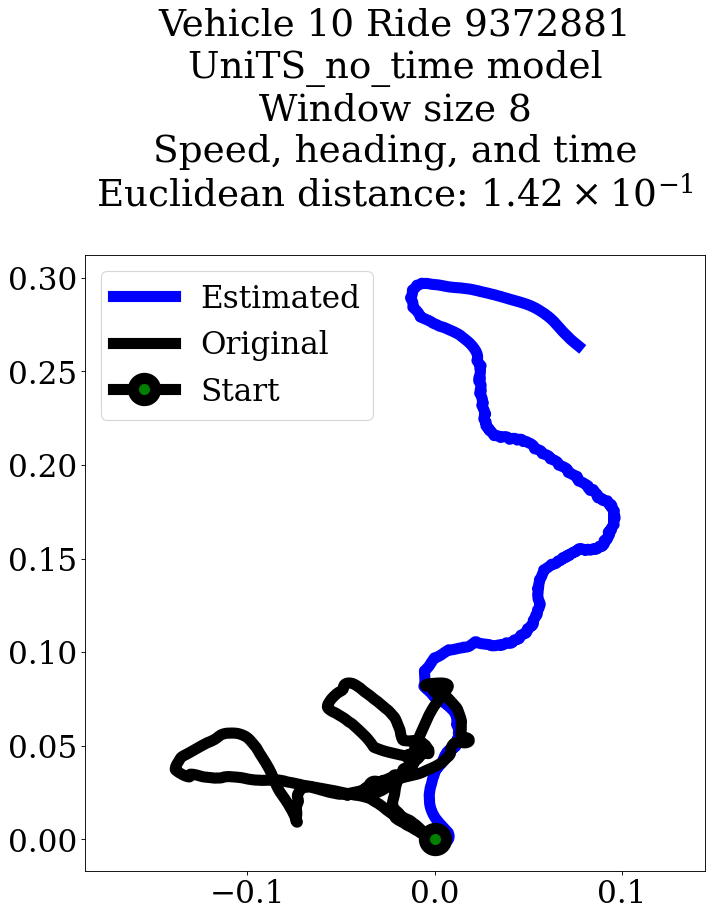 Vehicle 10 Ride 9372881
UniTS_no_time model
Window size 8
Speed, heading, and time
Euclidean distance: 1.42 × 10⁻¹
Estimated
Original
Start
0.30
0.25
0.20
0.15
0.10
0.05
0.00
−0.1 0.0 0.1